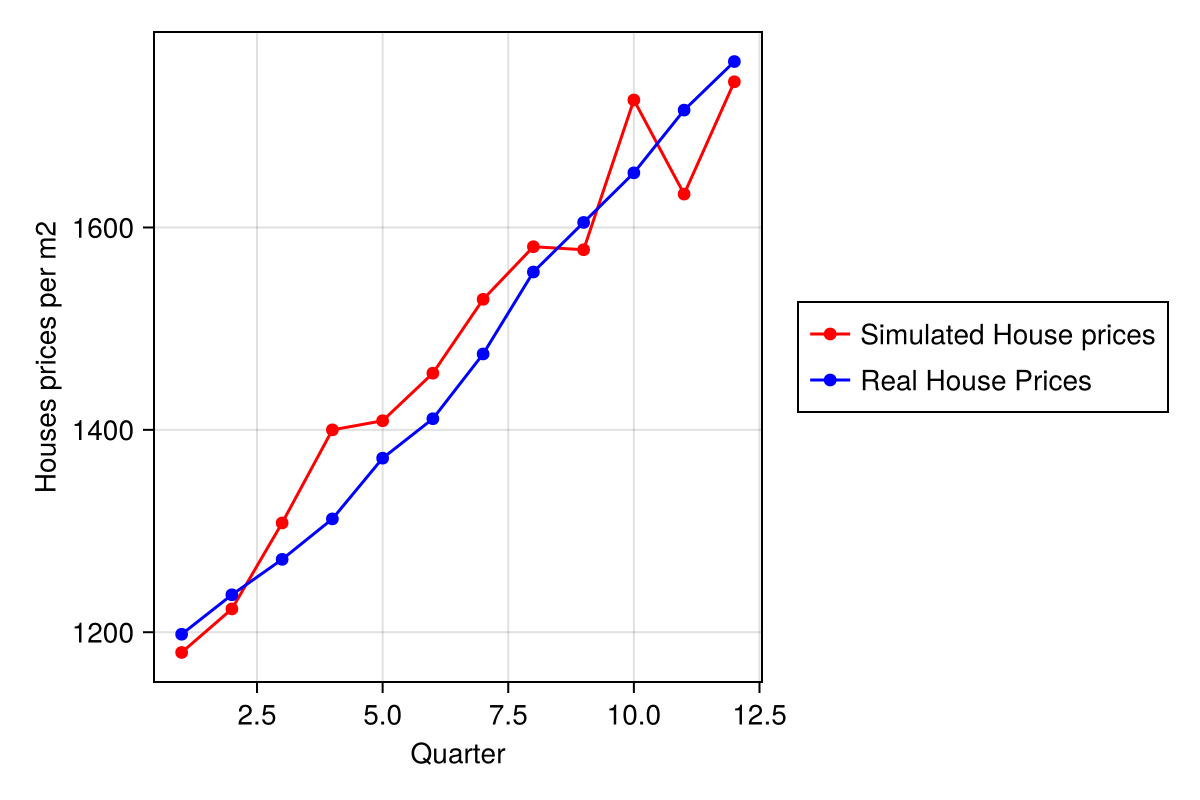 Houses prices per m2
1600
1400
1200
2.5 5.0 7.5 10.0 12.5
Quarter
Simulated House prices
Real House Prices